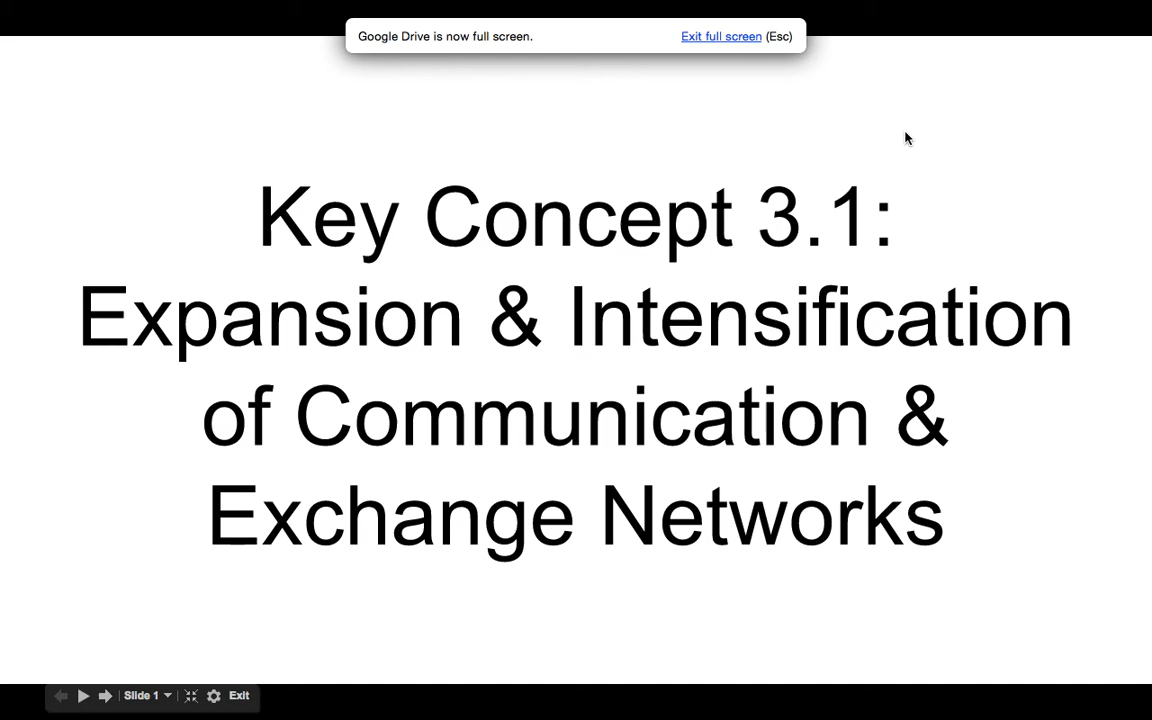 Google Drive is now full screen. Exit full screen (Esc)
Key Concept 3.1:
Expansion & Intensification
of Communication &
Exchange Networks
Slide 1 Exit